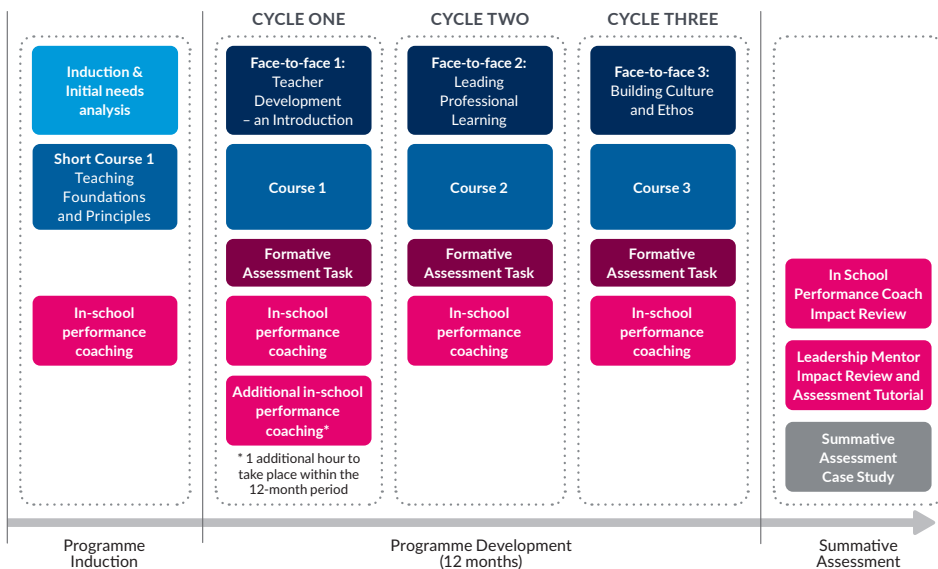 CYCLE ONE
CYCLE TWO
CYCLE THREE
Induction &
Initial needs
analysis
Short Course 1
Teaching
Foundations
and Principles
In-school
performance
coaching
Face-to-face 1:
Teacher
Development
– an Introduction
Course 1
Formative
Assessment Task
In-school
performance
coaching
Additional in-school
performance
coaching*
* 1 additional hour to
take place within the
12-month period
Face-to-face 2:
Leading
Professional
Learning
Course 2
Formative
Assessment Task
In-school
performance
coaching
Face-to-face 3:
Building Culture
and Ethos
Course 3
Formative
Assessment Task
In-school
performance
coaching
In School
Performance Coach
Impact Review
Leadership Mentor
Impact Review and
Assessment Tutorial
Summative
Assessment
Case Study
Programme
Induction
Programme Development
(12 months)
Summative
Assessment